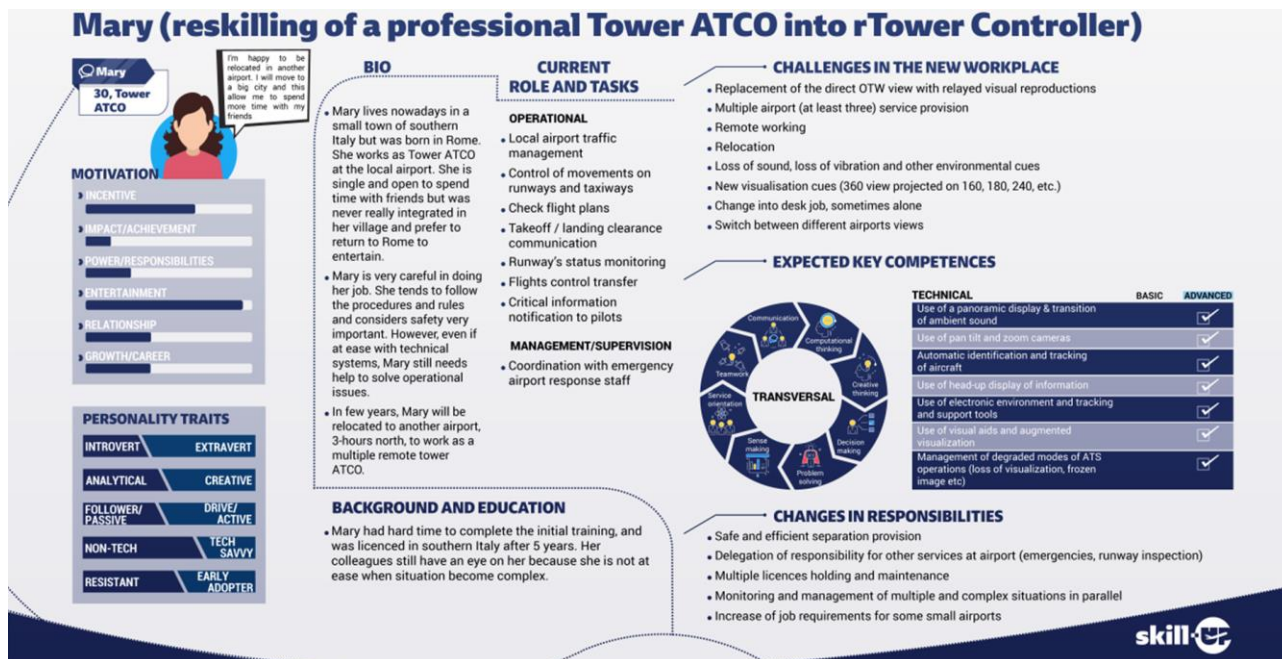 Mary (reskilling of a professional Tower ATCO into rTower Controller)
Mary
30, Tower
ATCO
I'm happy to be
relocated in another
airport. I will move to
a big city and this
allow me to spend
more time with my
friends
MOTIVATION
INCENTIVE
IMPACT/ACHIEVEMENT
POWER/RESPONSIBILITIES
ENTERTAINMENT
RELATIONSHIP
GROWTH/CAREER
PERSONALITY TRAITS
INTROVERT EXTRAVERT
ANALYTICAL CREATIVE
FOLLOWER/
PASSIVE
DRIVE/
ACTIVE
NON-TECH
TECH
SAVVY
RESISTANT
EARLY
ADOPTER
BIO
• Mary lives nowadays in a
small town of southern
Italy but was born in Rome.
She works as Tower ATCO
at the local airport. She is
single and open to spend
time with friends but was
never really integrated in
her village and prefer to
return to Rome to
entertain.
• Mary is very careful in doing
her job. She tends to follow
the procedures and rules
and considers safety very
important. However, even if
at ease with technical
systems, Mary still needs
help to solve operational
issues.
• In few years, Mary will be
relocated to another airport,
3-hours north, to work as a
multiple remote tower
ATCO.
CURRENT
ROLE AND TASKS
OPERATIONAL
• Local airport traffic
management
• Control of movements on
runways and taxiways
• Check flight plans
• Takeoff / landing clearance
communication
• Runway's status monitoring
• Flights control transfer
• Critical information
notification to pilots
MANAGEMENT/SUPERVISION
• Coordination with emergency
airport response staff
BACKGROUND AND EDUCATION
• Mary had hard time to complete the initial training, and
was licenced in southern Italy after 5 years. Her
colleagues still have an eye on her because she is not at
ease when situation become complex.
CHALLENGES IN THE NEW WORKPLACE
• Replacement of the direct OTW view with relayed visual reproductions
• Multiple airport (at least three) service provision
• Remote working
• Relocation
• Loss of sound, loss of vibration and other environmental cues
• New visualisation cues (360 view projected on 160, 180, 240, etc.)
• Change into desk job, sometimes alone
• Switch between different airports views
EXPECTED KEY COMPETENCES
TRANSVERSAL
Communication
Computational
thinking
Creative
thinking
Decision
making
Problem
solving
Sense
making
Service
orientation
Teamwork
TECHNICAL BASIC ADVANCED
Use of a panoramic display & transition
of ambient sound
Use of pan tilt and zoom cameras
Automatic identification and tracking
of aircraft
Use of head-up display of information
Use of electronic environment and tracking
and support tools
Use of visual aids and augmented
visualization
Management of degraded modes of ATS
operations (loss of visualization, frozen
image etc)
CHANGES IN RESPONSIBILITIES
• Safe and efficient separation provision
• Delegation of responsibility for other services at airport (emergencies, runway inspection)
• Multiple licences holding and maintenance
• Monitoring and management of multiple and complex situations in parallel
• Increase of job requirements for some small airports
skill-UP